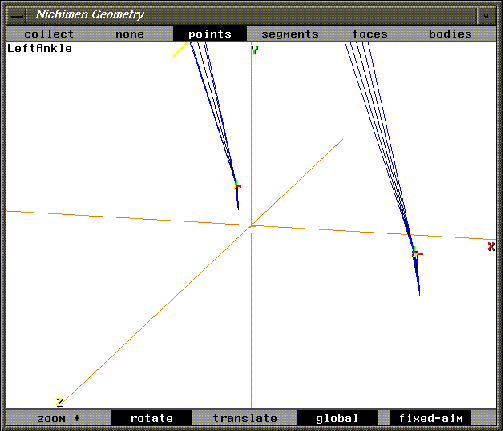 Nichimen Geometry
collect none points segments faces bodies
LeftAnkle
Y
X
Z
zoom + rotate translate global fixed-aim